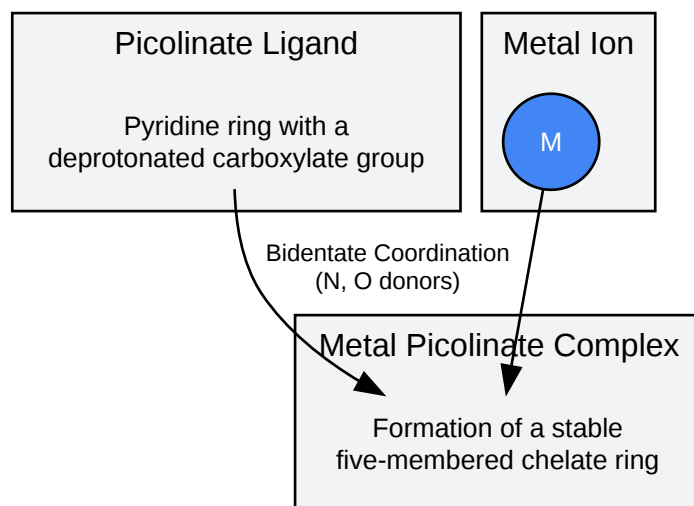 Picolinate Ligand
Metal Ion
Pyridine ring with a
deprotonated carboxylate group
M
Bidentate Coordination
(N, O donors)
Metal Picolinate Complex
Formation of a stable
five-membered chelate ring